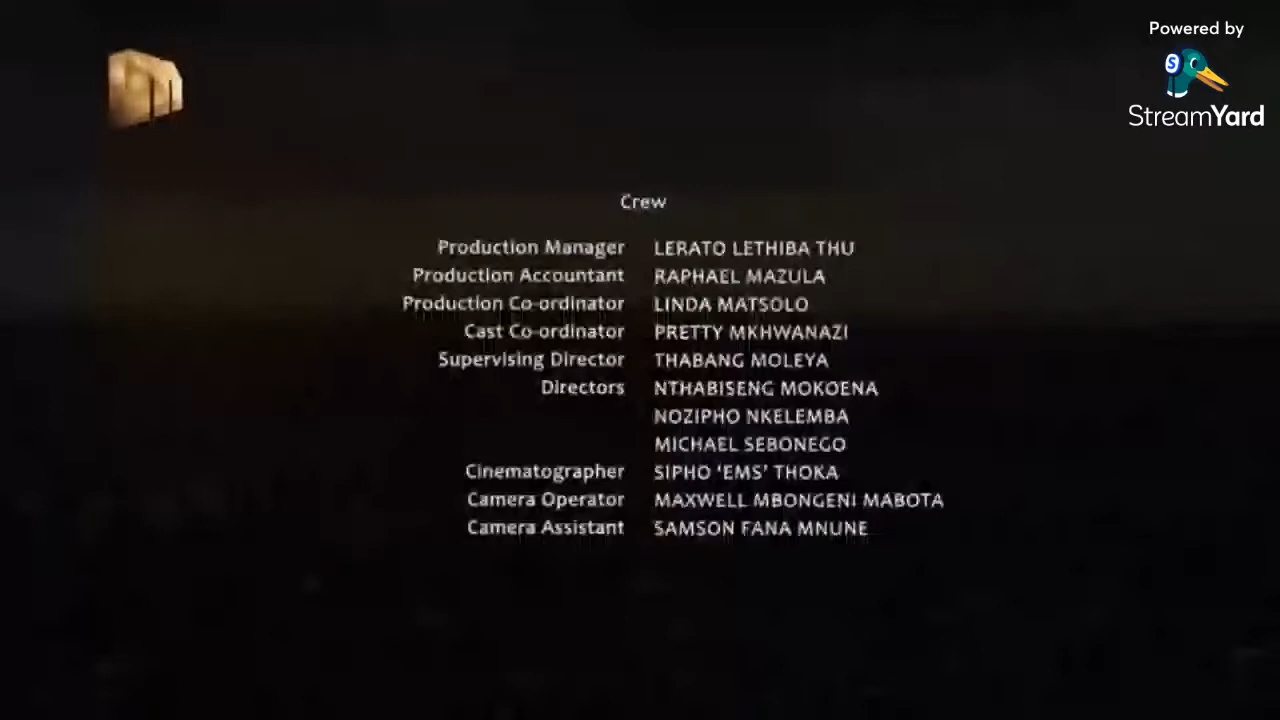 Powered by
S
StreamYard
m
Crew
Production Manager LERATO LETHIBA THU
Production Accountant RAPHAEL MAZULA
Production Co-ordinator LINDA MATSOLO
Cast Co-ordinator PRETTY MKHWANAZI
Supervising Director THABANG MOLEYA
Directors NTHABISENG MOKOENA
NOZIPHO NKELEMBA
MICHAEL SEBONEGO
Cinematographer SIPHO ‘EMS’ THOKA
Camera Operator MAXWELL MBONGENI MABOTA
Camera Assistant SAMSON FANA MNUNE